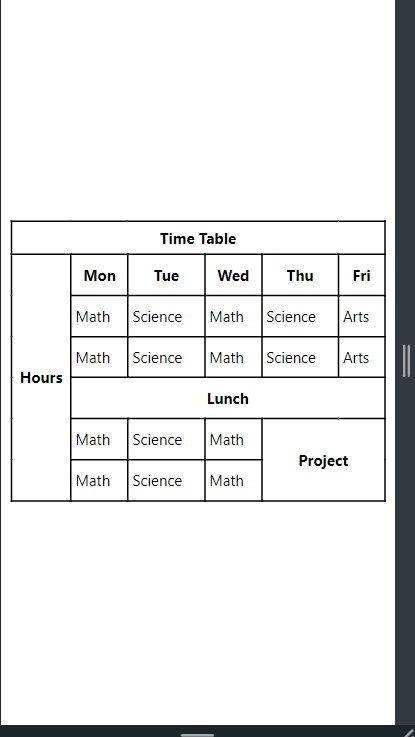 Time Table
Mon Tue Wed Thu Fri
Math Science Math Science Arts
Math Science Math Science Arts
Hours
Lunch
Math Science Math
Project
Math Science Math